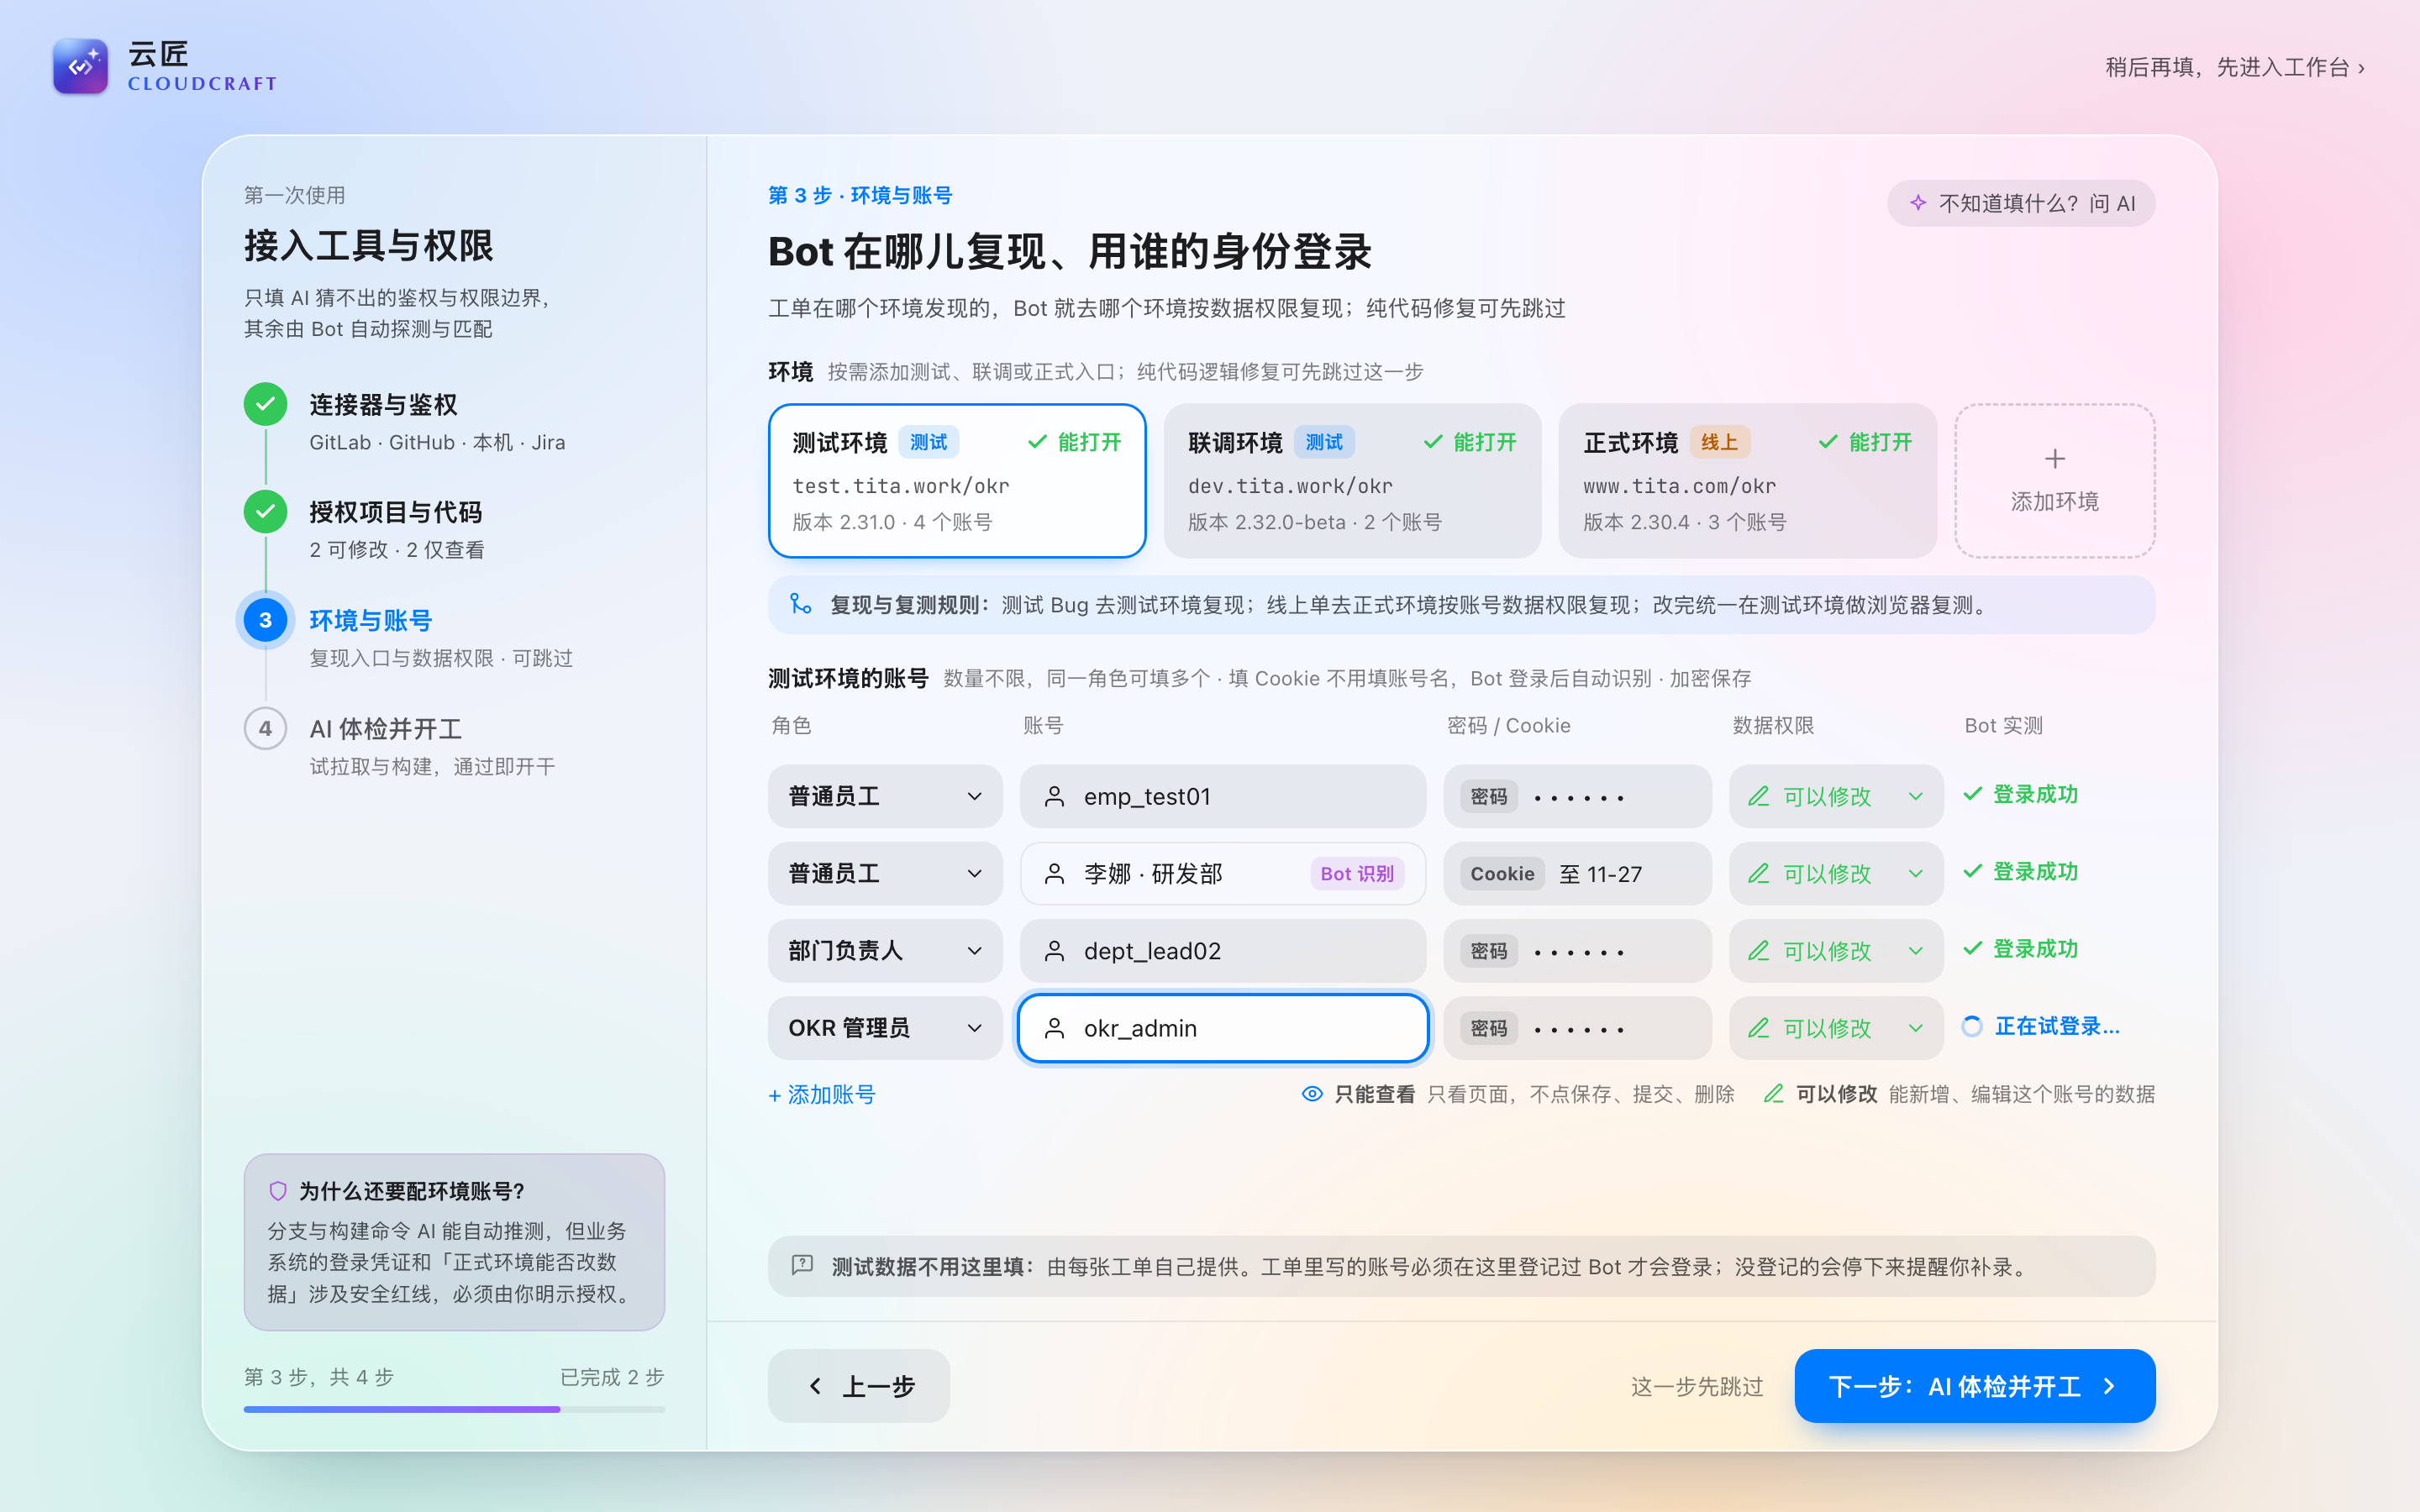 云匠
CLOUDCRAFT
稍后再填，先进入工作台 ›
第一次使用
接入工具与权限
只填 AI 猜不出的鉴权与权限边界，
其余由 Bot 自动探测与匹配
连接器与鉴权
GitLab · GitHub · 本机 · Jira
授权项目与代码
2 可修改 · 2 仅查看
3 环境与账号
复现入口与数据权限 · 可跳过
4 AI 体检并开工
试拉取与构建，通过即开干
为什么还要配环境账号？
分支与构建命令 AI 能自动推测，但业务
系统的登录凭证和「正式环境能否改数
据」涉及安全红线，必须由你明示授权。
第 3 步，共 4 步 已完成 2 步
第 3 步 · 环境与账号
不知道填什么？问 AI
Bot 在哪儿复现、用谁的身份登录
工单在哪个环境发现的，Bot 就去哪个环境按数据权限复现；纯代码修复可先跳过
环境 按需添加测试、联调或正式入口；纯代码逻辑修复可先跳过这一步
测试环境 测试 能打开
test.tita.work/okr
版本 2.31.0 · 4 个账号
联调环境 测试 能打开
dev.tita.work/okr
版本 2.32.0-beta · 2 个账号
正式环境 线上 能打开
www.tita.com/okr
版本 2.30.4 · 3 个账号
+
添加环境
复现与复测规则：测试 Bug 去测试环境复现；线上单去正式环境按账号数据权限复现；改完统一在测试环境做浏览器复测。
测试环境的账号 数量不限，同一角色可填多个 · 填 Cookie 不用填账号名，Bot 登录后自动识别 · 加密保存
角色 账号 密码 / Cookie 数据权限 Bot 实测
普通员工 emp_test01 密码 •••••• 可以修改 登录成功
普通员工 李娜 · 研发部 Bot 识别 Cookie 至 11-27 可以修改 登录成功
部门负责人 dept_lead02 密码 •••••• 可以修改 登录成功
OKR 管理员 okr_admin 密码 •••••• 可以修改 正在试登录...
+ 添加账号 只能查看 只看页面，不点保存、提交、删除 可以修改 能新增、编辑这个账号的数据
测试数据不用这里填：由每张工单自己提供。工单里写的账号必须在这里登记过 Bot 才会登录；没登记的会停下来提醒你补录。
上一步 这一步先跳过 下一步：AI 体检并开工